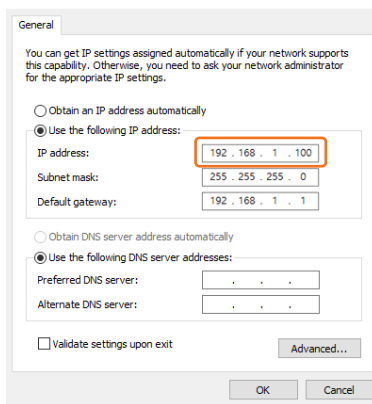 General
You can get IP settings assigned automatically if your network supports
this capability. Otherwise, you need to ask your network administrator
for the appropriate IP settings.
Obtain an IP address automatically
Use the following IP address:
IP address: 192 . 168 . 1 . 100
Subnet mask: 255 . 255 . 255 . 0
Default gateway: 192 . 168 . 1 . 1
Obtain DNS server address automatically
Use the following DNS server addresses:
Preferred DNS server: . . .
Alternate DNS server: . . .
Validate settings upon exit
Advanced...
OK Cancel